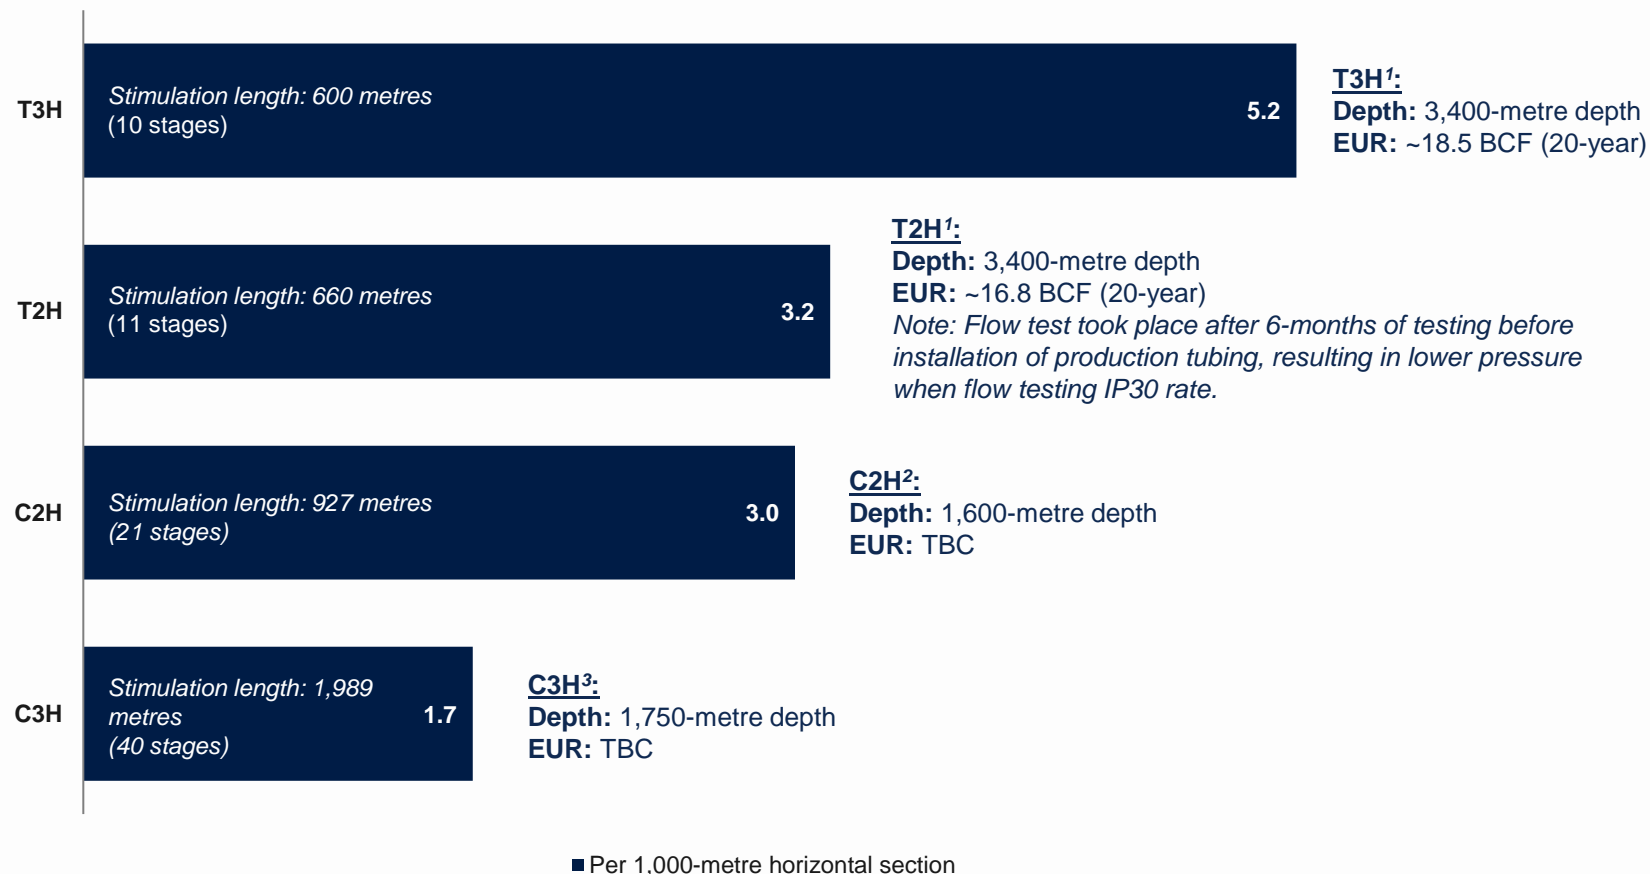 T3H
Stimulation length: 600 metres
(10 stages)
5.2
T3H¹:
Depth: 3,400-metre depth
EUR: ~18.5 BCF (20-year)
T2H
Stimulation length: 660 metres
(11 stages)
3.2
T2H¹:
Depth: 3,400-metre depth
EUR: ~16.8 BCF (20-year)
Note: Flow test took place after 6-months of testing before
installation of production tubing, resulting in lower pressure
when flow testing IP30 rate.
C2H
Stimulation length: 927 metres
(21 stages)
3.0
C2H²:
Depth: 1,600-metre depth
EUR: TBC
C3H
Stimulation length: 1,989
metres
(40 stages)
1.7
C3H³:
Depth: 1,750-metre depth
EUR: TBC
Per 1,000-metre horizontal section